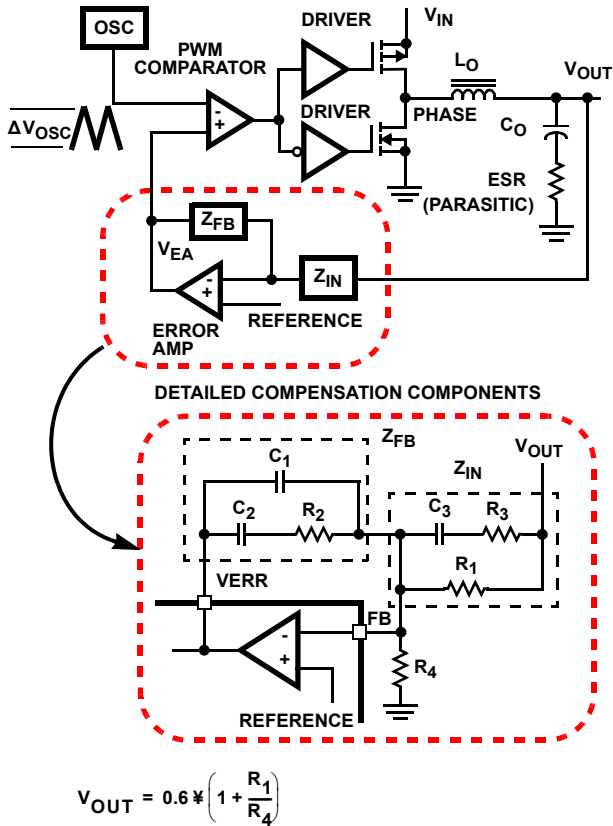 OSC
PWM
COMPARATOR
DRIVER
VIN
LO
VOUT
ΔVOSC
-
+
DRIVER
PHASE
CO
ESR
(PARASITIC)
ZFB
VEA
-
+
ZIN
REFERENCE
ERROR
AMP
DETAILED COMPENSATION COMPONENTS
ZFB
VOUT
C1
ZIN
C2
R2
C3
R3
R1
VERR
FB
-
+
R4
REFERENCE
VOUT = 0.6 ¥ (1 + R1/R4)